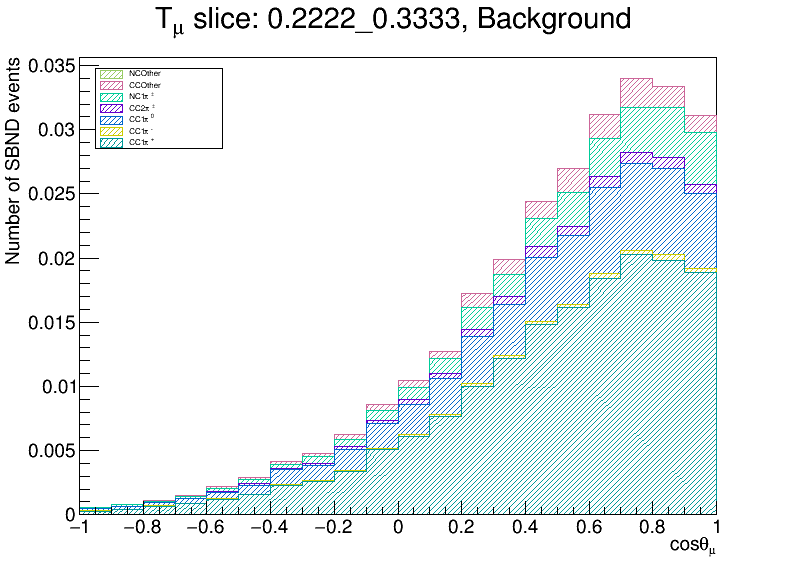 Tμ slice: 0.2222_0.3333, Background
Number of SBND events
0.035
0.03
0.025
0.02
0.015
0.01
0.005
0
NCOther
CCOther
NC1π ±
CC2π ±
CC1π 0
CC1π -
CC1π +
−1 −0.8 −0.6 −0.4 −0.2 0 0.2 0.4 0.6 0.8 1
cosθμ